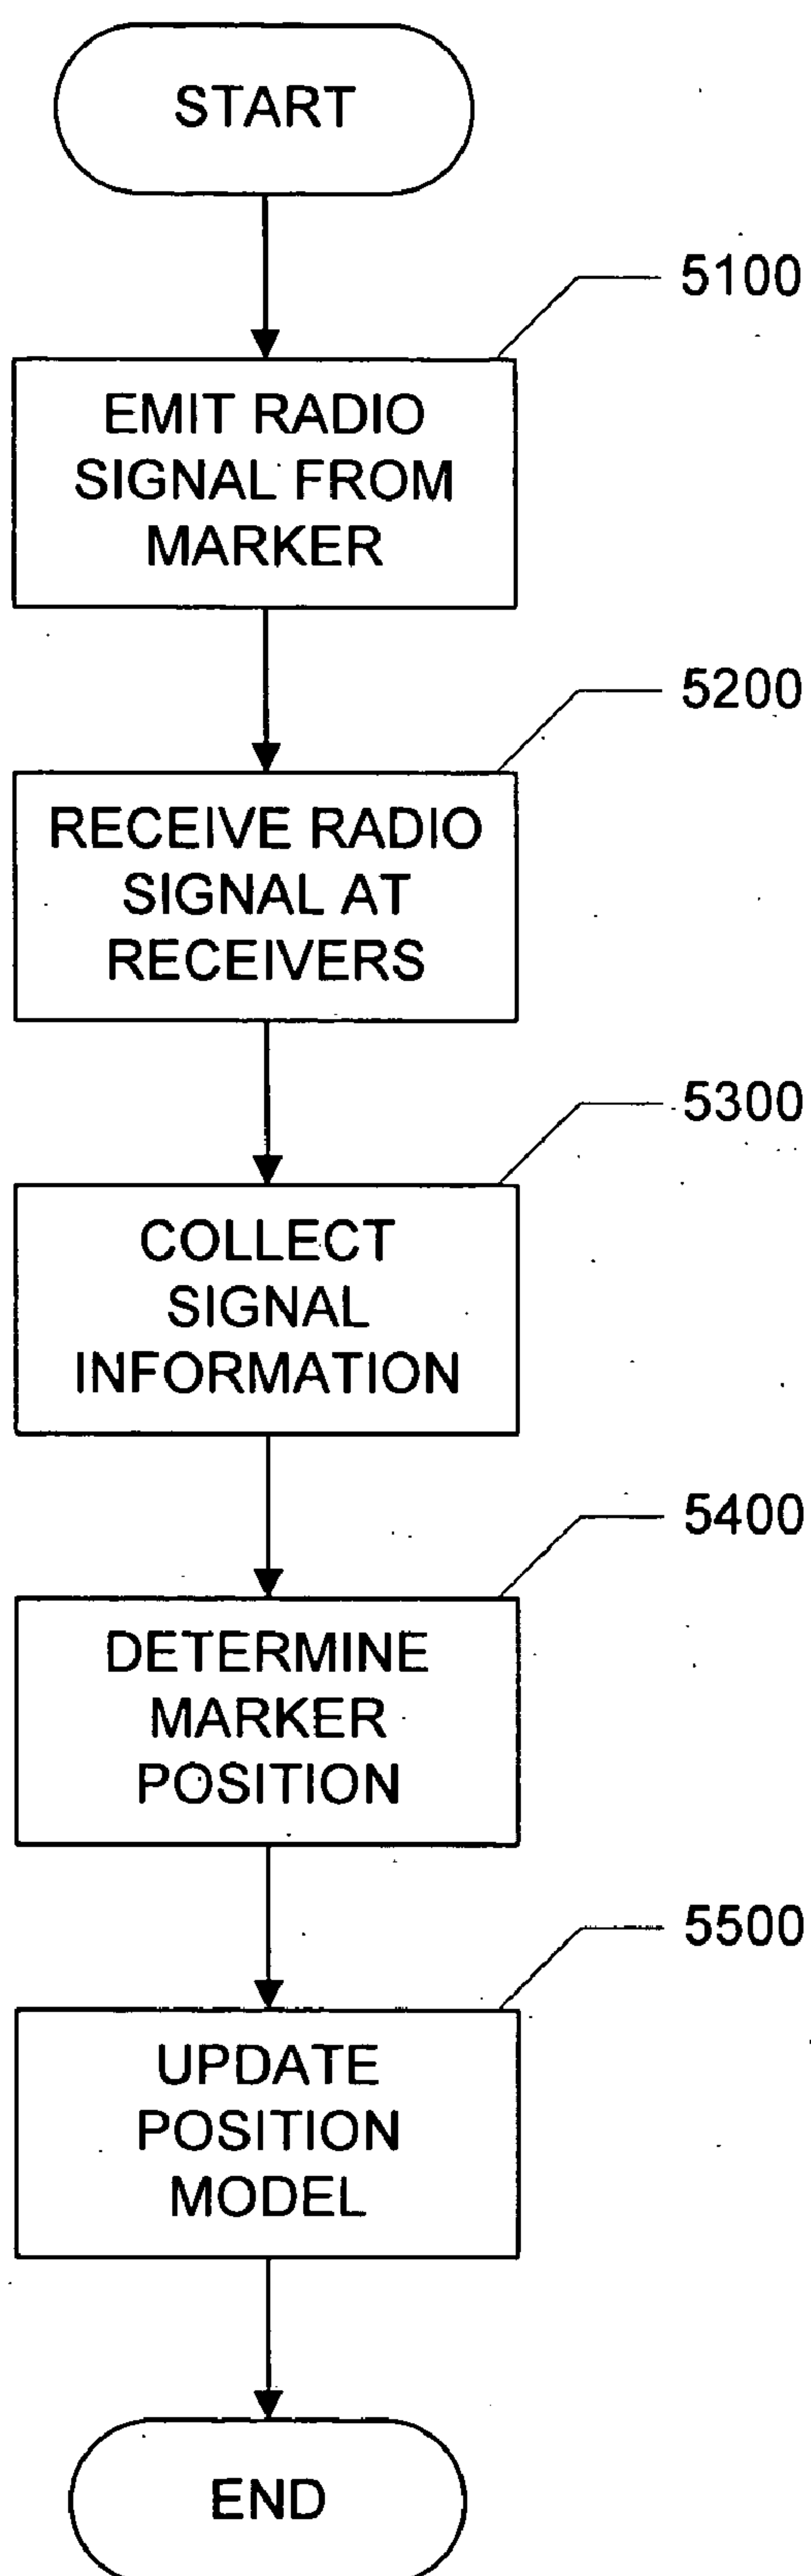 START
5100
EMIT RADIO
SIGNAL FROM
MARKER
5200
RECEIVE RADIO
SIGNAL AT
RECEIVERS
5300
COLLECT
SIGNAL
INFORMATION
5400
DETERMINE
MARKER
POSITION
5500
UPDATE
POSITION
MODEL
END